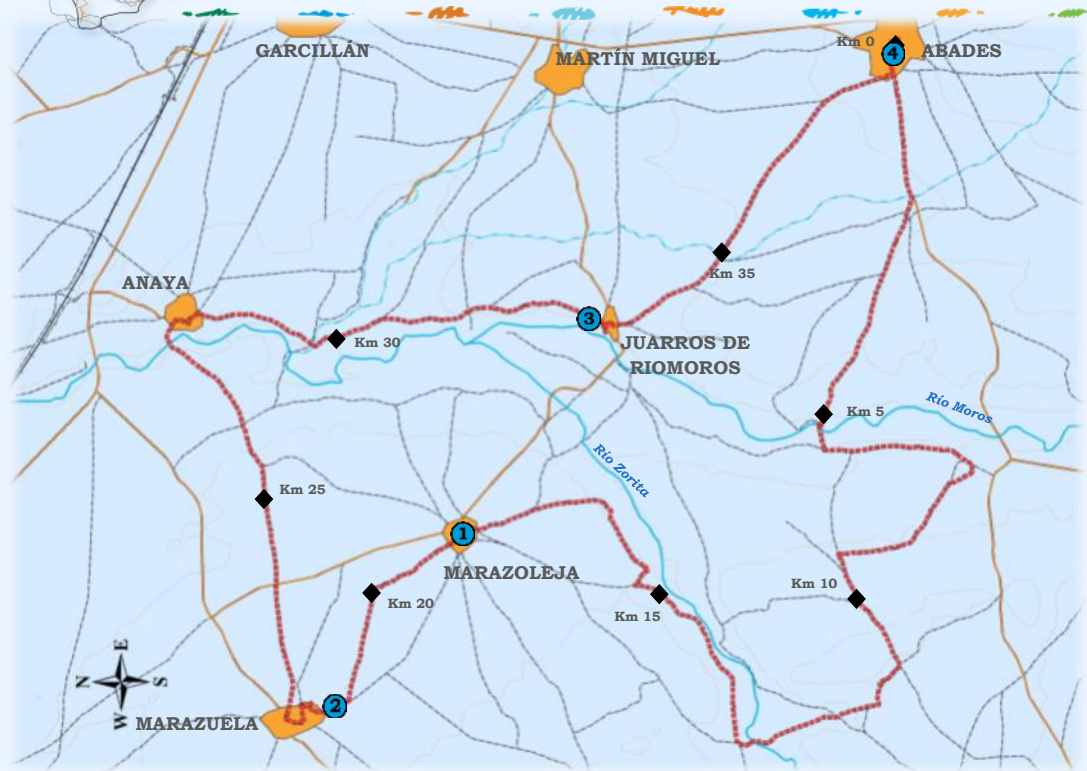 GARCILLÁN
MARTÍN MIGUEL
Km 0
4
ABADES
Km 35
ANAYA
3
Km 30
JUARROS DE
RIOMOROS
Km 5
Río Moros
Río Zorita
Km 25
1
MARAZOLEJA
Km 10
Km 20
Km 15
E
N
S
W
2
MARAZUELA